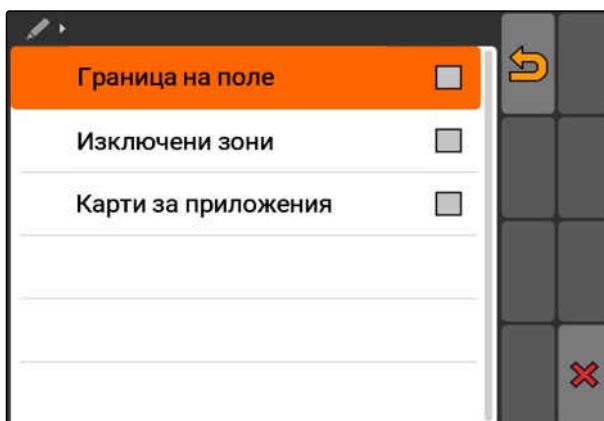 Граница на поле
Изключени зони
Карти за приложения